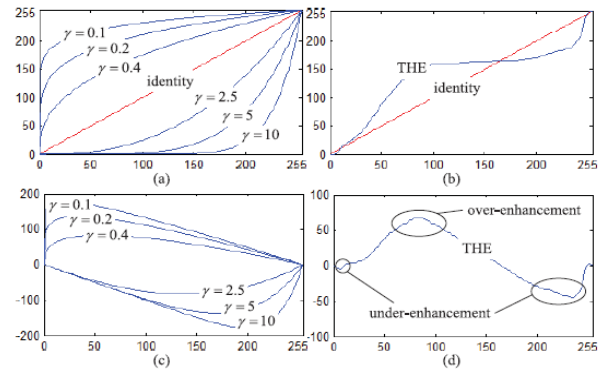 255
200
150
100
50
0
γ = 0.1
γ = 0.2
γ = 0.4
identity
γ = 2.5
γ = 5
γ = 10
0 50 100 150 200 255
(a)
255
200
150
100
50
0
THE
identity
0 50 100 150 200 255
(b)
200
100
0
-100
-200
γ = 0.1
γ = 0.2
γ = 0.4
γ = 2.5
γ = 5
γ = 10
0 50 100 150 200 255
(c)
100
50
0
-50
100
over-enhancement
THE
under-enhancement
0 50 100 150 200 255
(d)